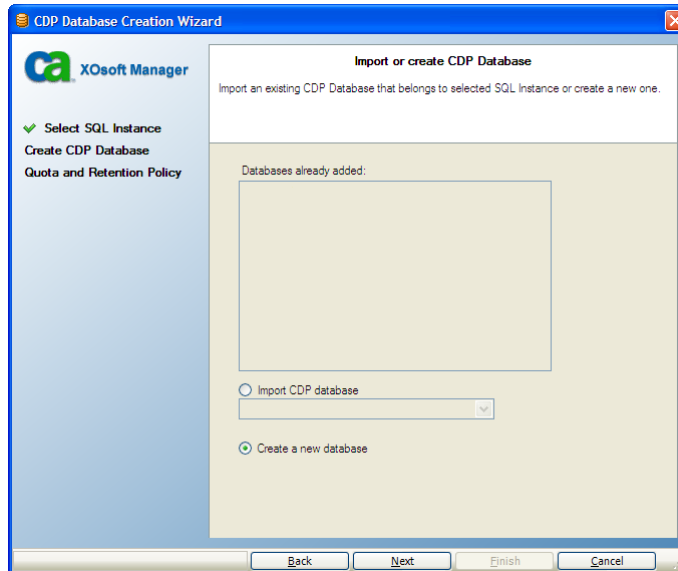 CDP Database Creation Wizard
ca XOsoft Manager
Select SQL Instance
Create CDP Database
Quota and Retention Policy
Import or create CDP Database
Import an existing CDP Database that belongs to selected SQL Instance or create a new one.
Databases already added:
Import CDP database
Create a new database
Back Next Finish Cancel